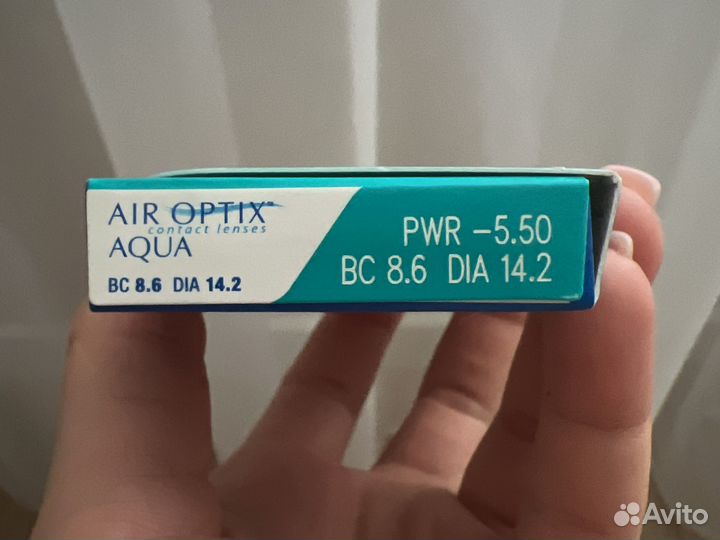 AIR OPTIX™
contact lenses
AQUA
BC 8.6 DIA 14.2
PWR -5.50
BC 8.6 DIA 14.2
Avito